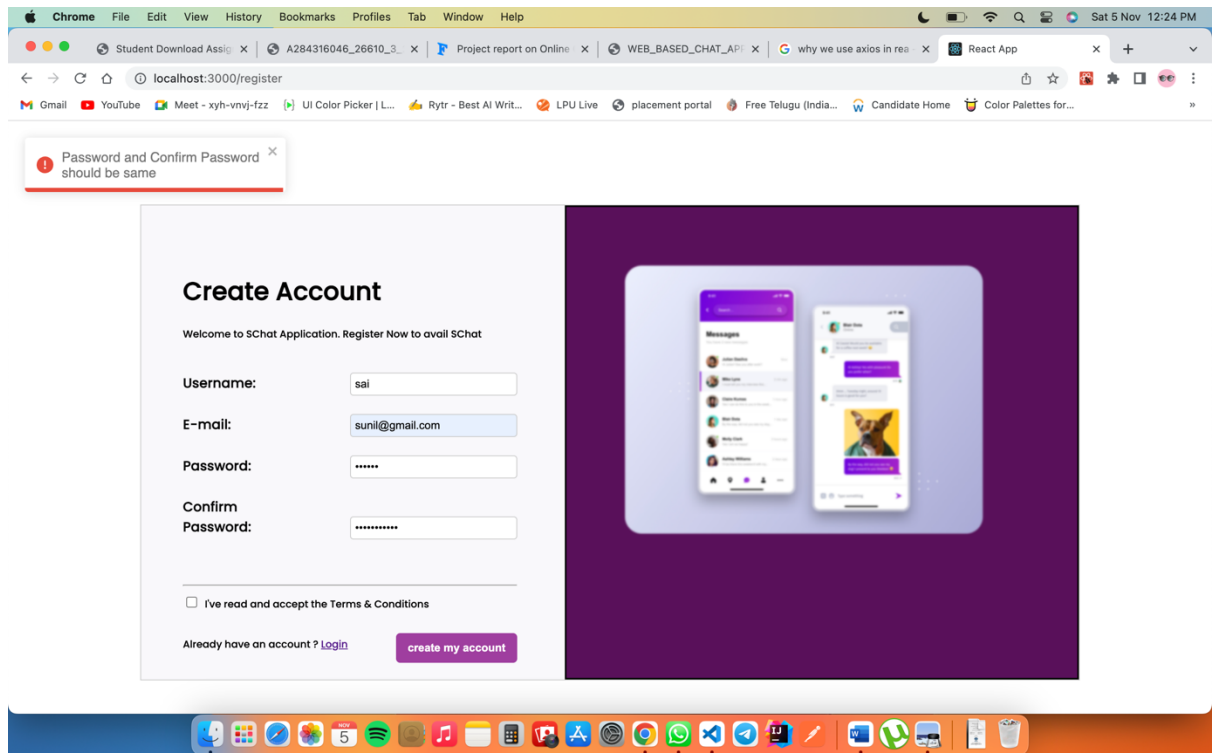 Chrome File Edit View History Bookmarks Profiles Tab Window Help
Sat 5 Nov 12:24 PM
Student Download Assig
A284316046_26610_3_
Project report on Online
WEB_BASED_CHAT_APP
why we use axios in rea
React App
localhost:3000/register
Gmail YouTube Meet - xyh-vnvj-fzz UI Color Picker | L... Rytr - Best AI Writ... LPU Live placement portal Free Telugu (India... Candidate Home Color Palettes for... »
Password and Confirm Password
should be same
Create Account
Welcome to SChat Application. Register Now to avail SChat
Username: sai
E-mail: sunil@gmail.com
Password: ••••••
Confirm
Password: •••••••••••
I've read and accept the Terms & Conditions
Already have an account ? Login
create my account
Messages
NOV
5